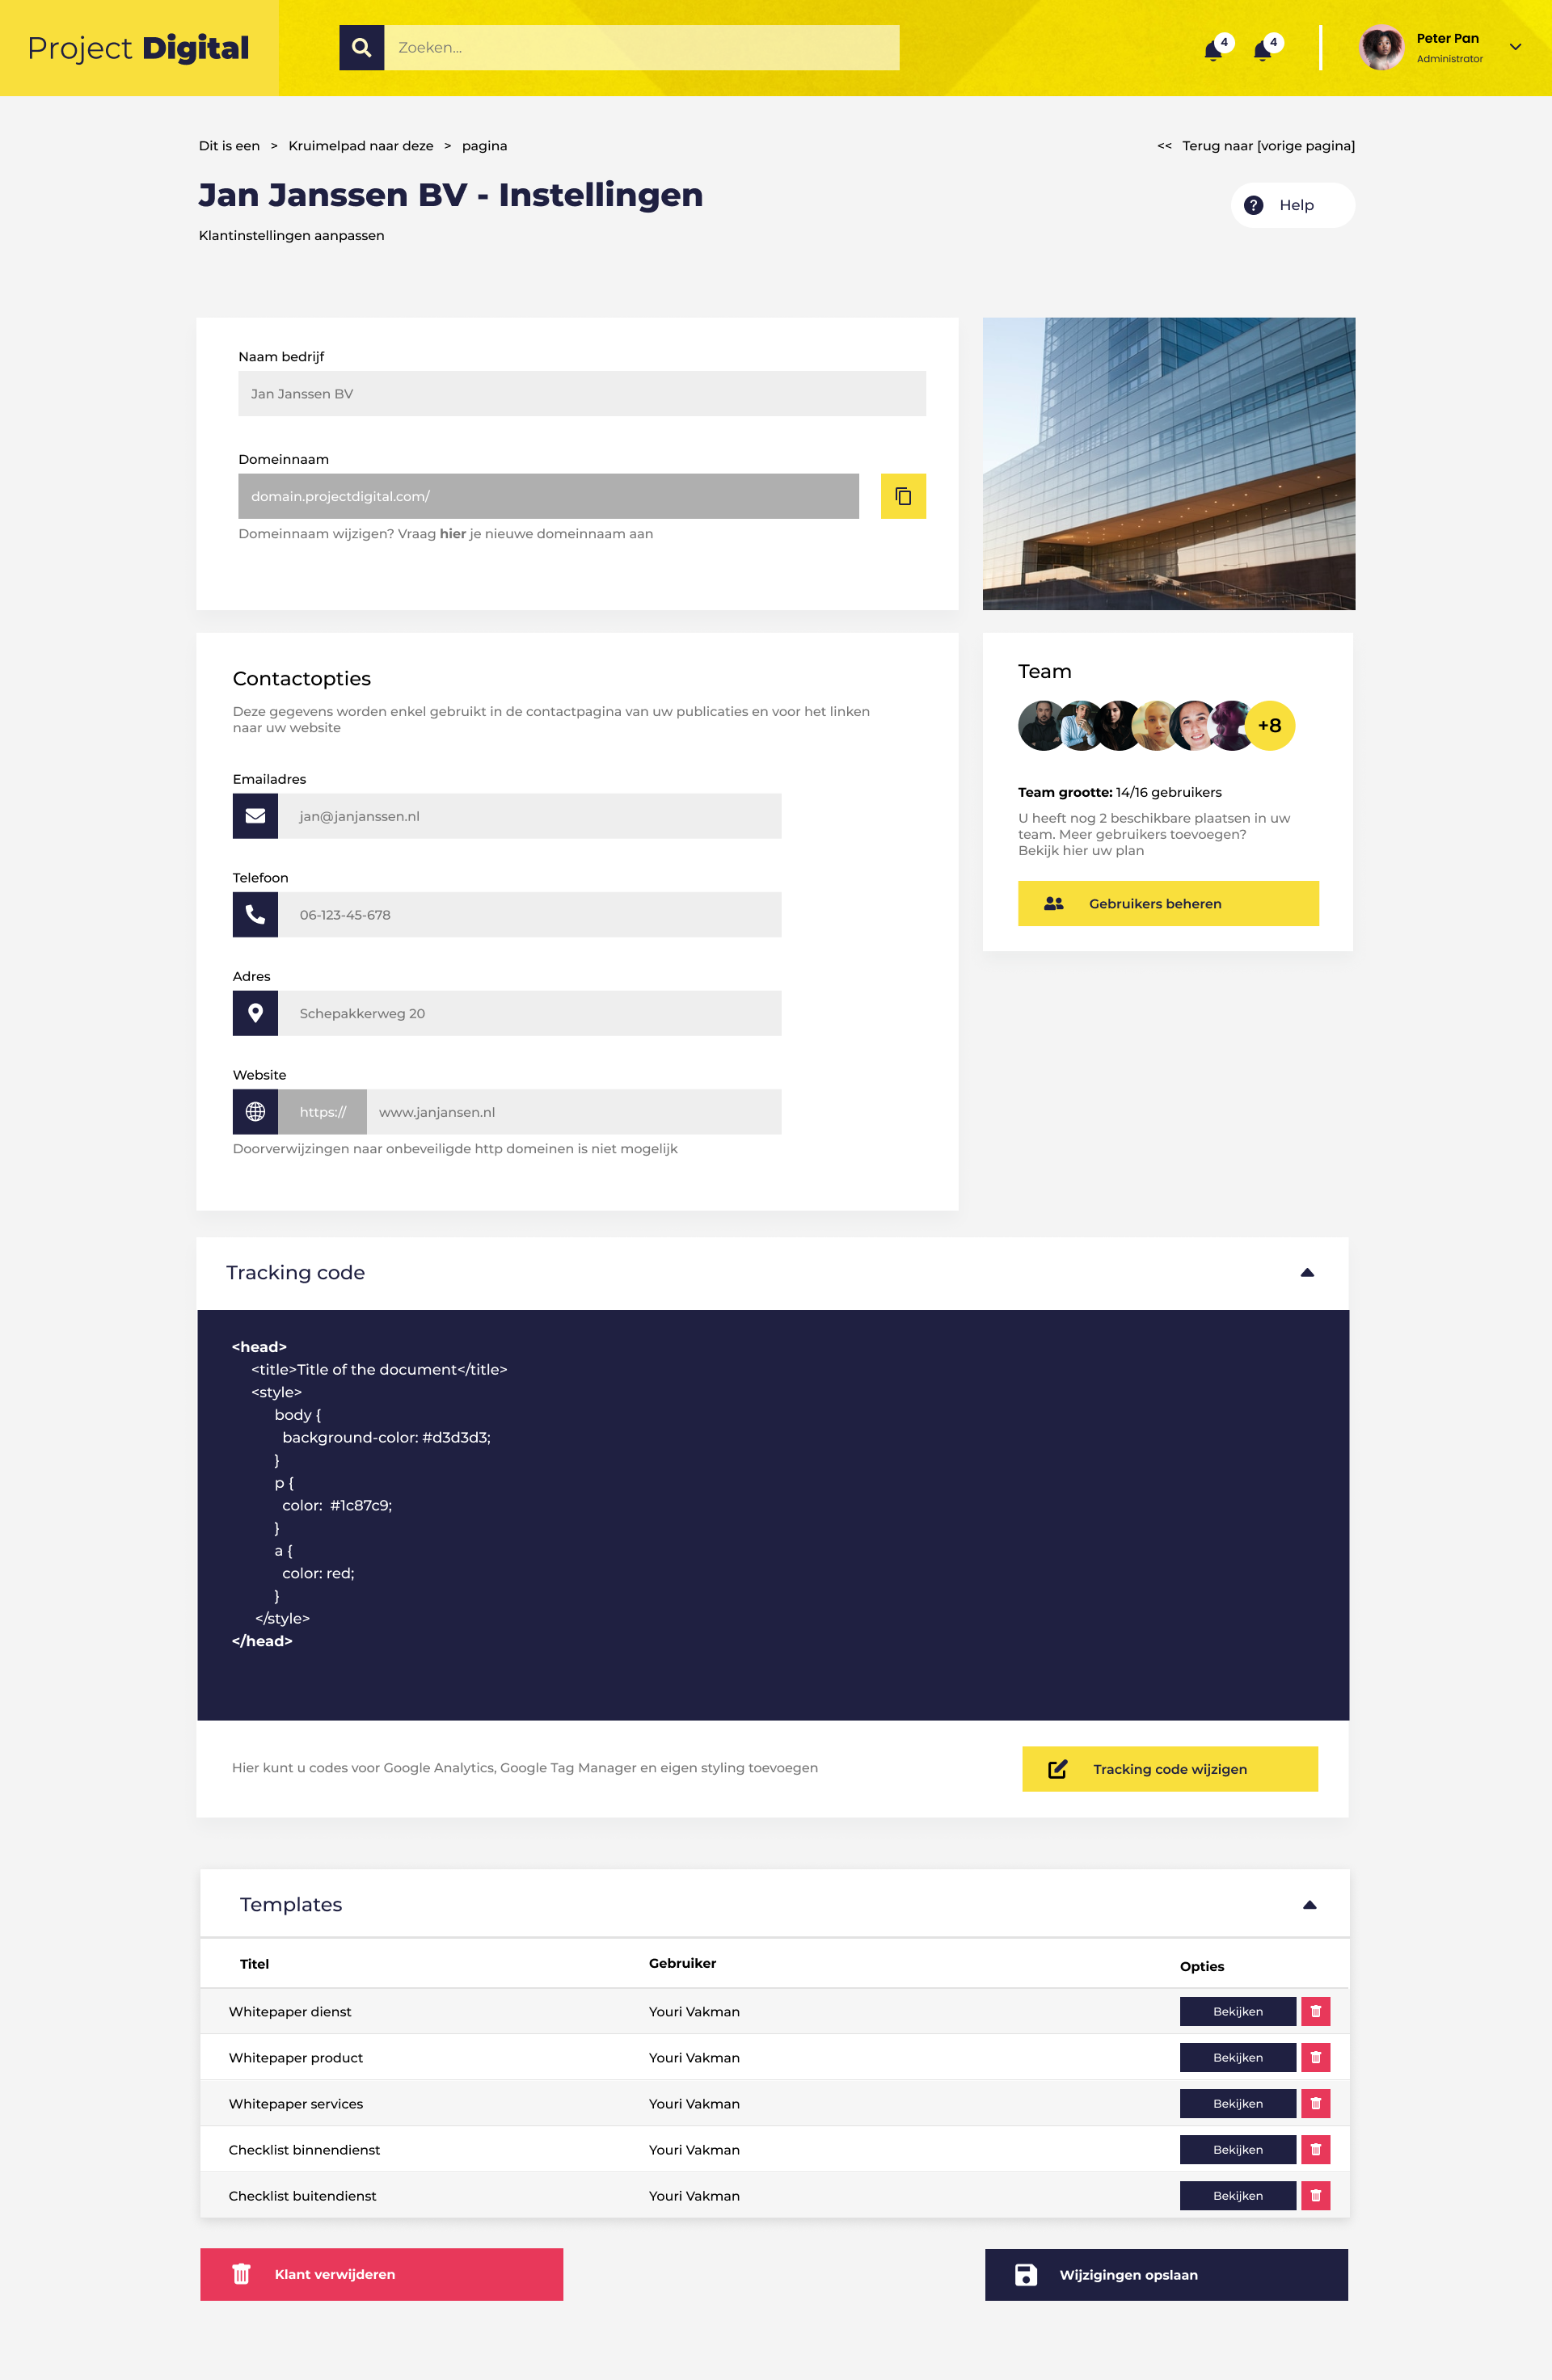 Project Digital
Zoeken...
4
4
Peter Pan
Administrator
Dit is een > Kruimelpad naar deze > pagina
<< Terug naar [vorige pagina]
Jan Janssen BV - Instellingen
Help
Klantinstellingen aanpassen
Naam bedrijf
Jan Janssen BV
Domeinnaam
domain.projectdigital.com/
Domeinnaam wijzigen? Vraag hier je nieuwe domeinnaam aan
Contactopties
Deze gegevens worden enkel gebruikt in de contactpagina van uw publicaties en voor het linken
naar uw website
Emailadres
jan@janjanssen.nl
Telefoon
06-123-45-678
Adres
Schepakkerweg 20
Website
https:// www.janjansen.nl
Doorverwijzingen naar onbeveiligde http domeinen is niet mogelijk
Team
+8
Team grootte: 14/16 gebruikers
U heeft nog 2 beschikbare plaatsen in uw
team. Meer gebruikers toevoegen?
Bekijk hier uw plan
Gebruikers beheren
Tracking code
<head>
<title>Title of the document</title>
<style>
body {
background-color: #d3d3d3;
}
p {
color: #1c87c9;
}
a {
color: red;
}
</style>
</head>
Hier kunt u codes voor Google Analytics, Google Tag Manager en eigen styling toevoegen
Tracking code wijzigen
Templates
Titel Gebruiker Opties
Whitepaper dienst Youri Vakman Bekijken
Whitepaper product Youri Vakman Bekijken
Whitepaper services Youri Vakman Bekijken
Checklist binnendienst Youri Vakman Bekijken
Checklist buitendienst Youri Vakman Bekijken
Klant verwijderen
Wijzigingen opslaan